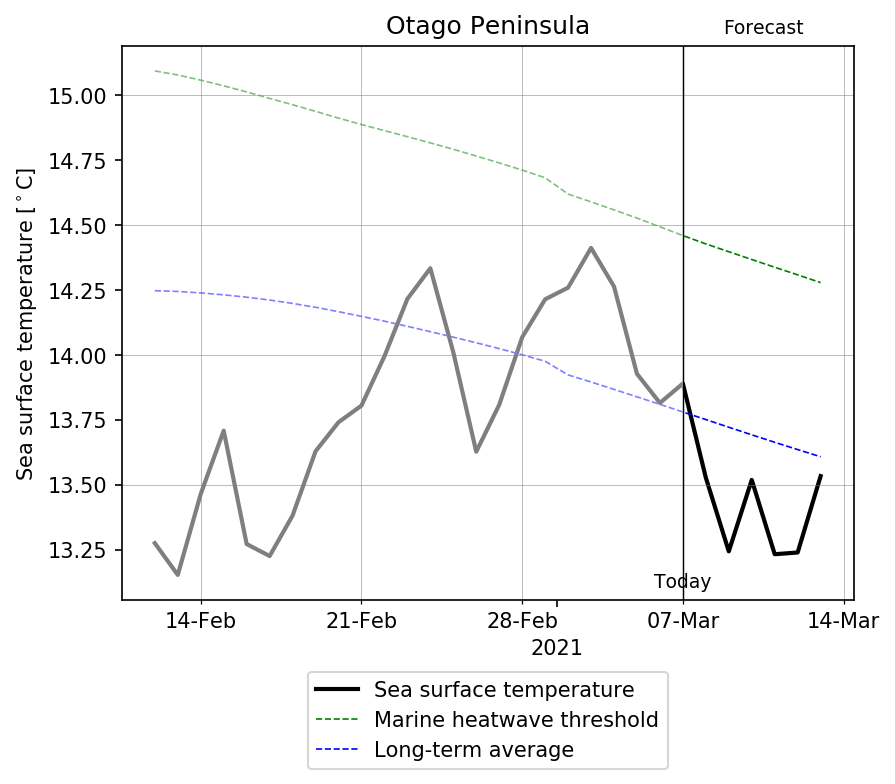 Otago Peninsula
Forecast
Sea surface temperature [°C]
15.00
14.75
14.50
14.25
14.00
13.75
13.50
13.25
Today
14-Feb 21-Feb 28-Feb 07-Mar 14-Mar
2021
Sea surface temperature
Marine heatwave threshold
Long-term average